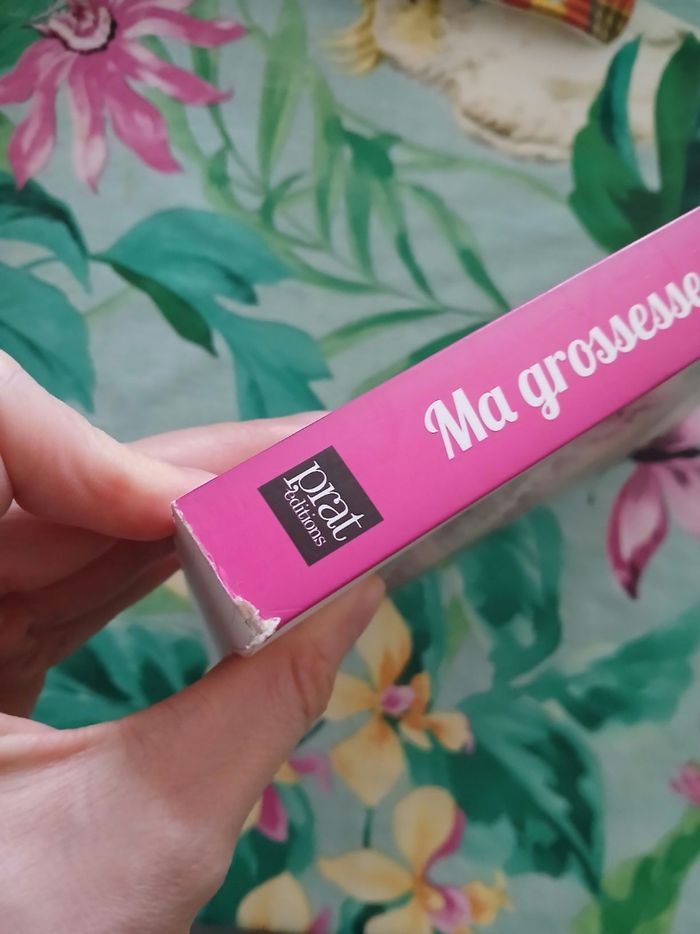 Ma grossesse
prat
éditions